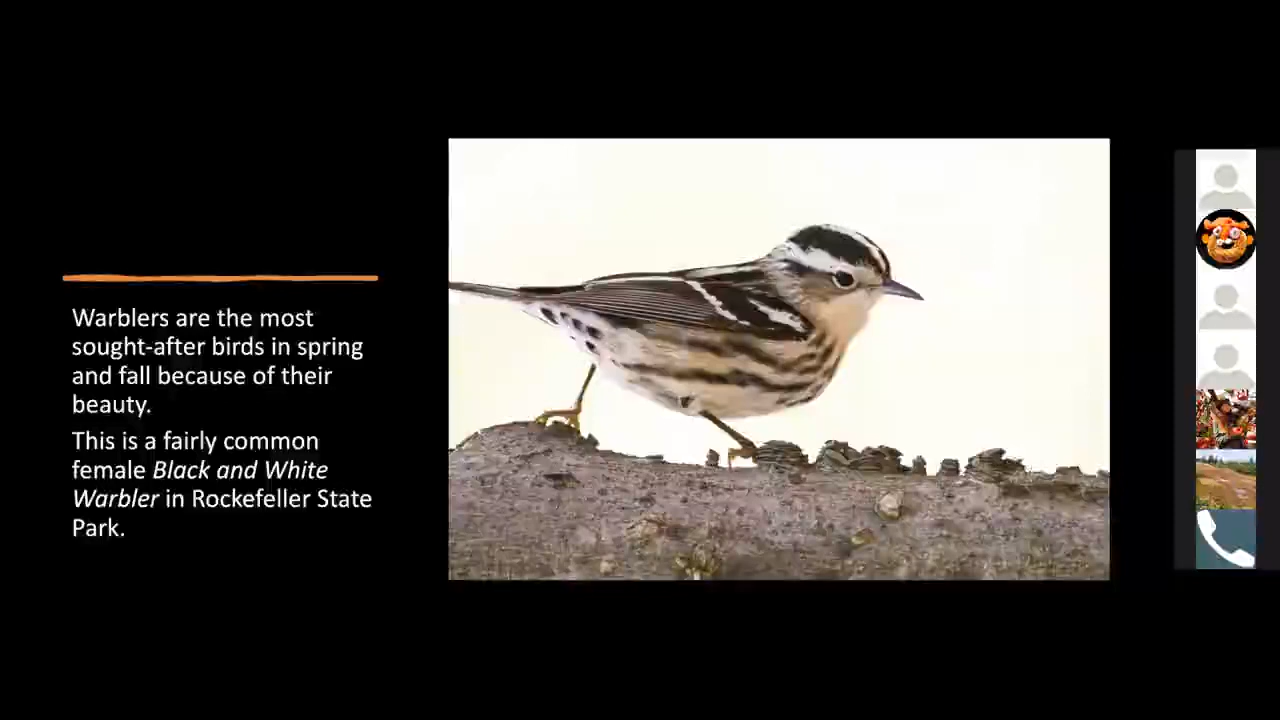 Warblers are the most
sought-after birds in spring
and fall because of their
beauty.
This is a fairly common
female Black and White
Warbler in Rockefeller State
Park.